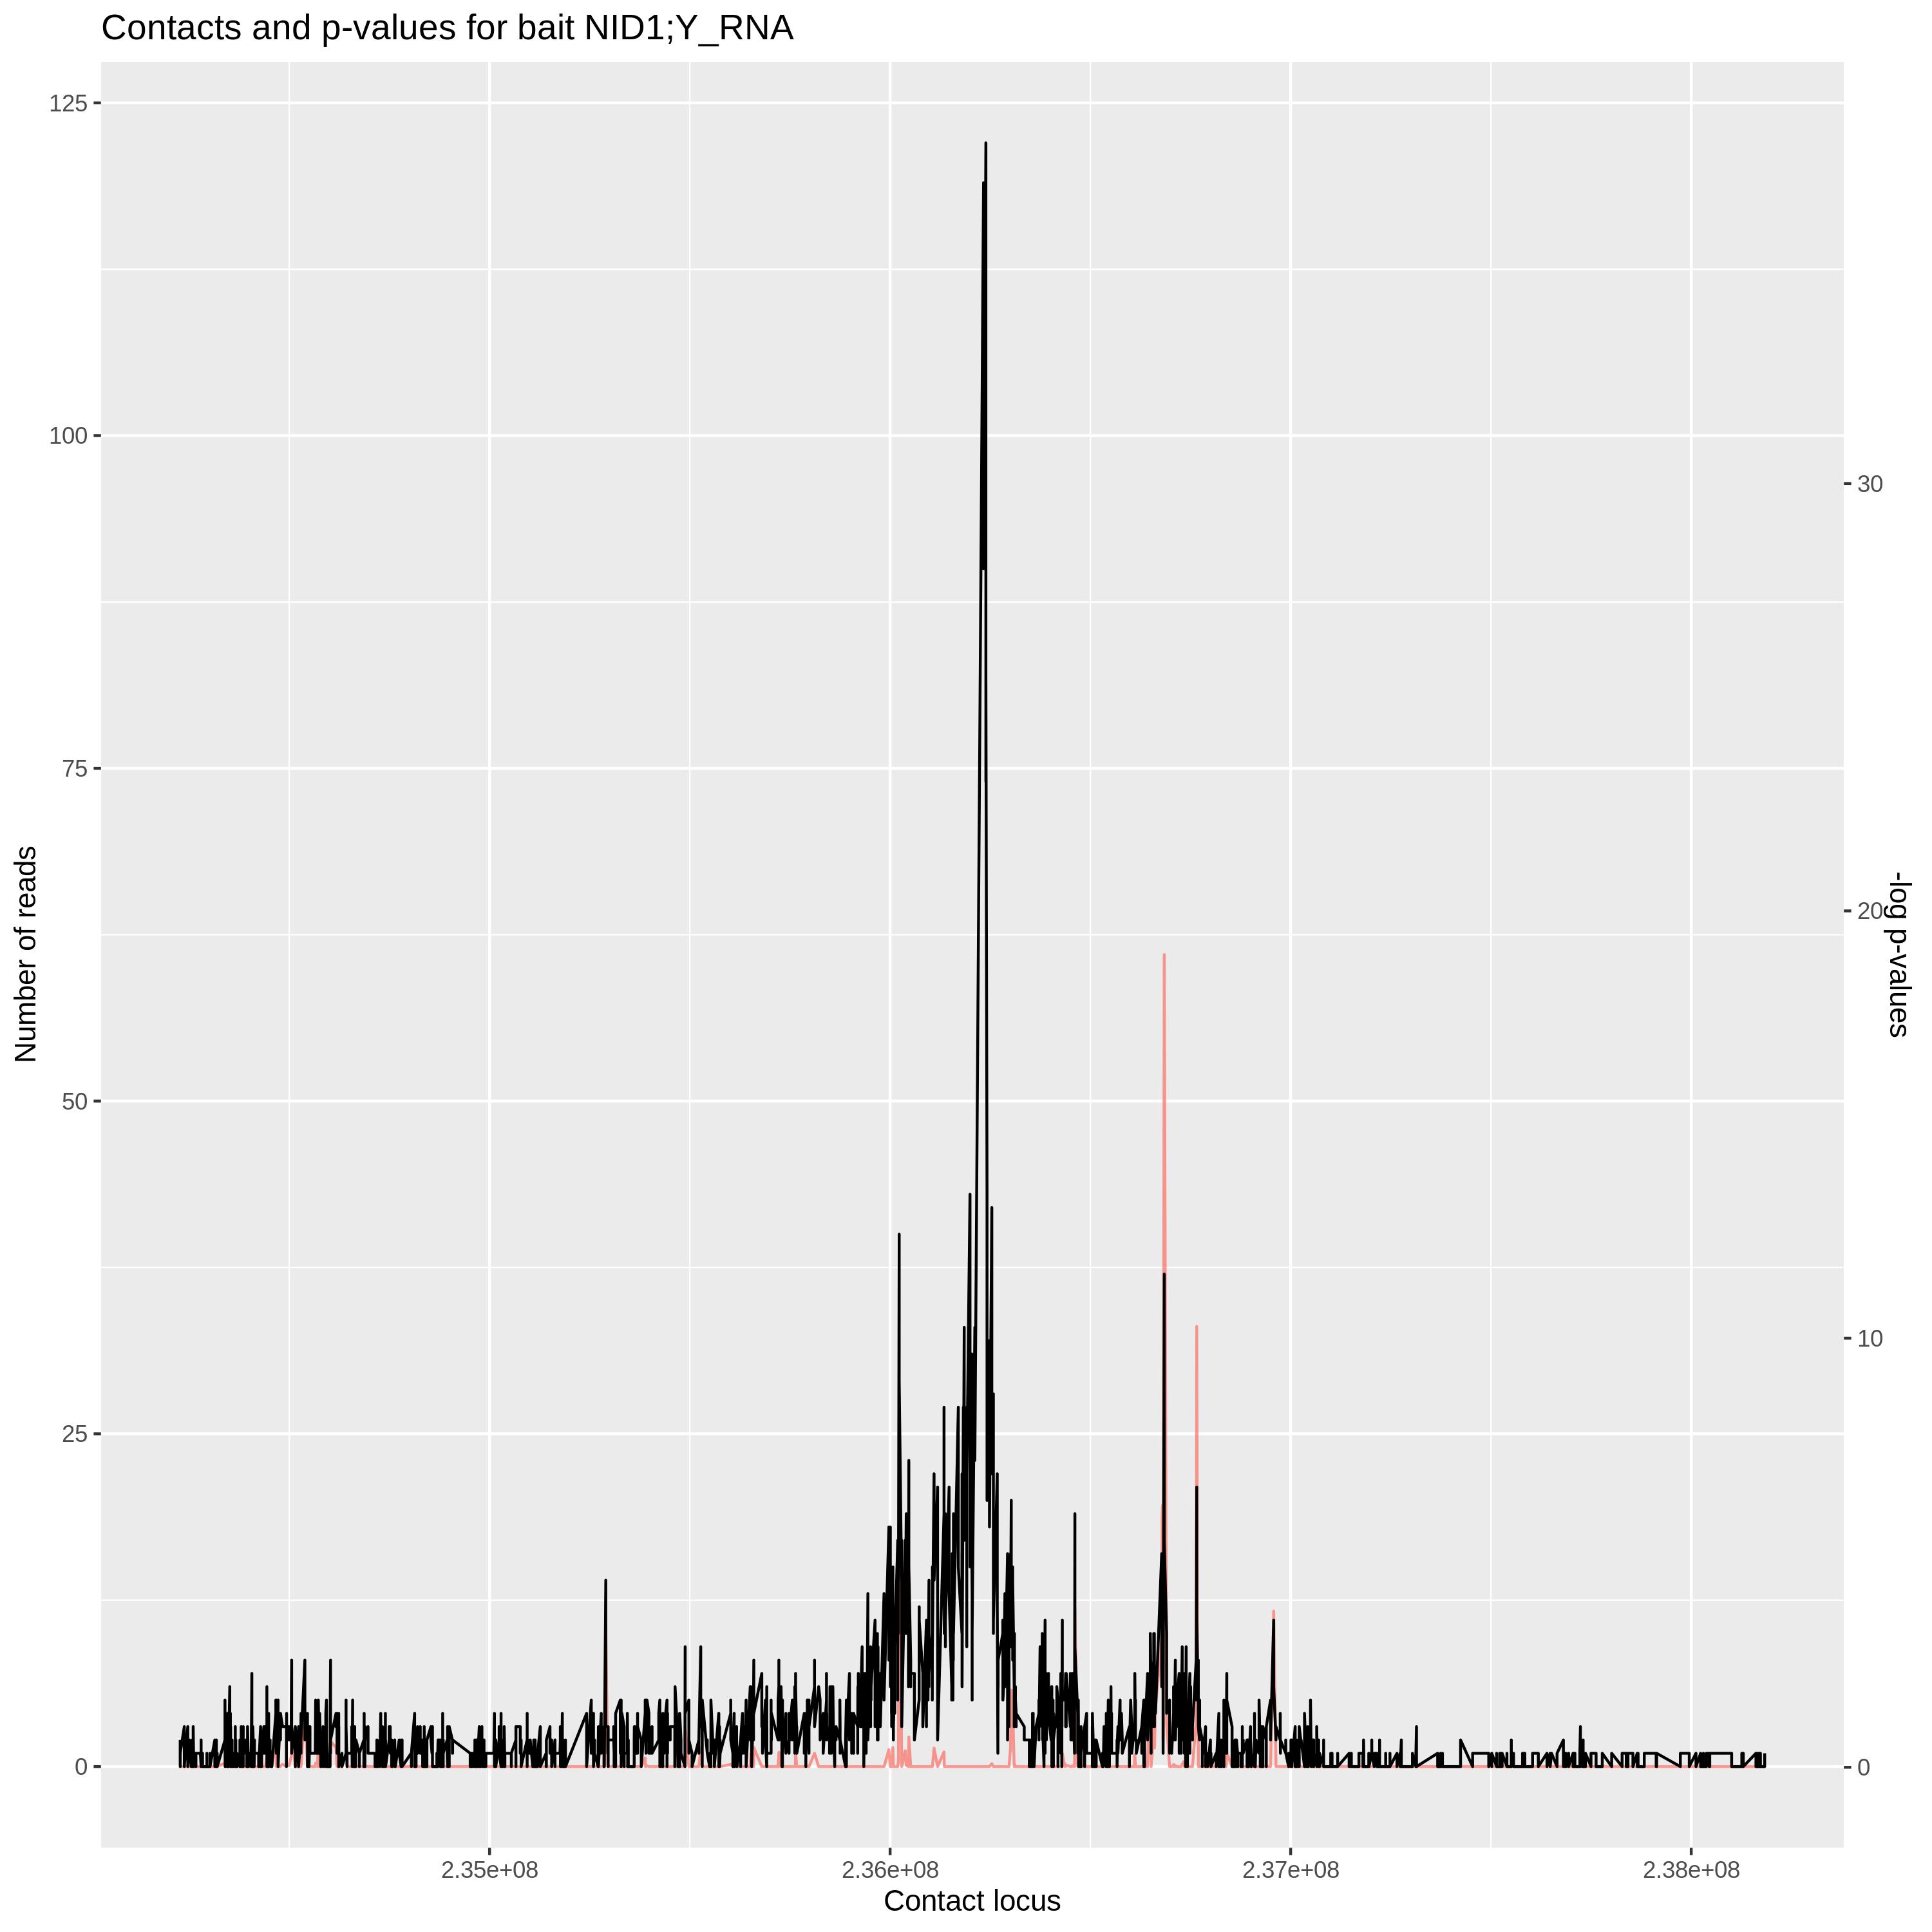 Contacts and p-values for bait NID1;Y_RNA
125
100
75
50
25
0
Number of reads
30
20
10
0
-log p-values
2.35e+08
2.36e+08
2.37e+08
2.38e+08
Contact locus